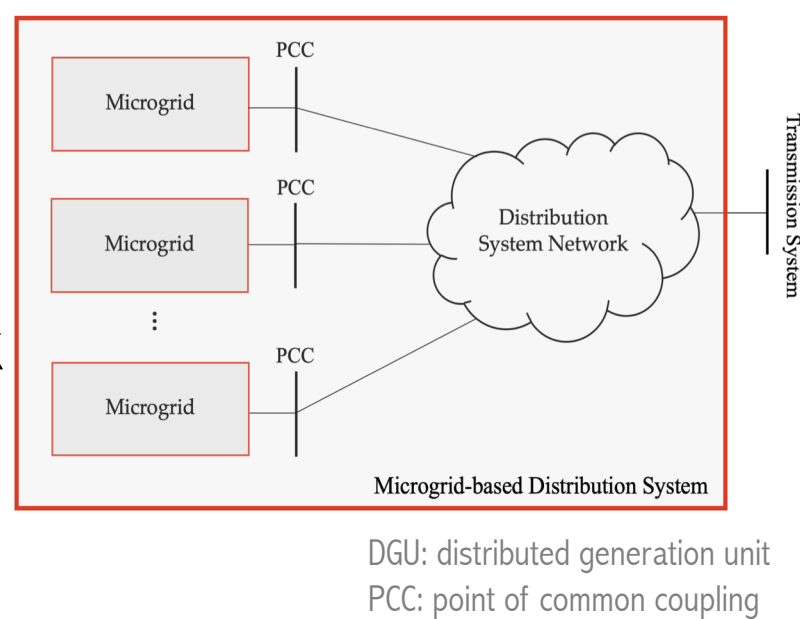 PCC
Microgrid
PCC
Microgrid
⋮
PCC
Microgrid
Distribution
System Network
Transmission System
Microgrid-based Distribution System
DGU: distributed generation unit
PCC: point of common coupling